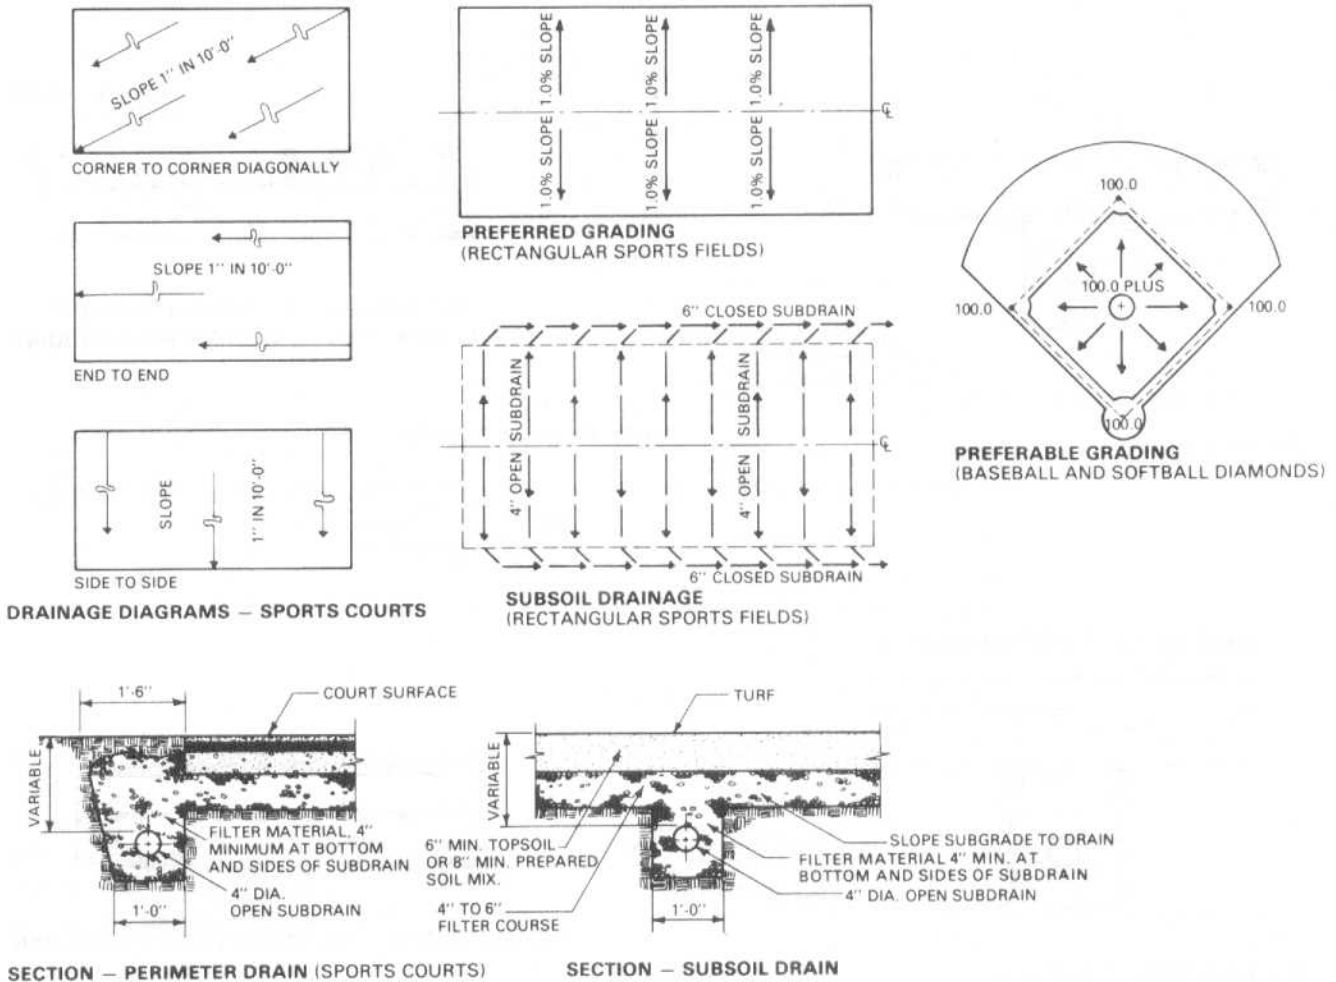 SLOPE 1" IN 10'-0"
CORNER TO CORNER DIAGONALLY
SLOPE 1" IN 10'-0"
END TO END
SLOPE
1" IN 10'-0"
SIDE TO SIDE
DRAINAGE DIAGRAMS — SPORTS COURTS
1.0% SLOPE
1.0% SLOPE
1.0% SLOPE
1.0% SLOPE
1.0% SLOPE
1.0% SLOPE
℄
PREFERRED GRADING
(RECTANGULAR SPORTS FIELDS)
6" CLOSED SUBDRAIN
4" OPEN SUBDRAIN
4" OPEN SUBDRAIN
℄
6" CLOSED SUBDRAIN
SUBSOIL DRAINAGE
(RECTANGULAR SPORTS FIELDS)
100.0
100.0 PLUS
100.0
100.0
100.0
PREFERABLE GRADING
(BASEBALL AND SOFTBALL DIAMONDS)
1'-6"
COURT SURFACE
VARIABLE
FILTER MATERIAL, 4"
MINIMUM AT BOTTOM
AND SIDES OF SUBDRAIN
4" DIA.
OPEN SUBDRAIN
1'-0"
SECTION — PERIMETER DRAIN (SPORTS COURTS)
TURF
VARIABLE
6" MIN. TOPSOIL
OR 8" MIN. PREPARED
SOIL MIX.
4" TO 6"
FILTER COURSE
SLOPE SUBGRADE TO DRAIN
FILTER MATERIAL 4" MIN. AT
BOTTOM AND SIDES OF SUBDRAIN
4" DIA. OPEN SUBDRAIN
1'-0"
SECTION — SUBSOIL DRAIN